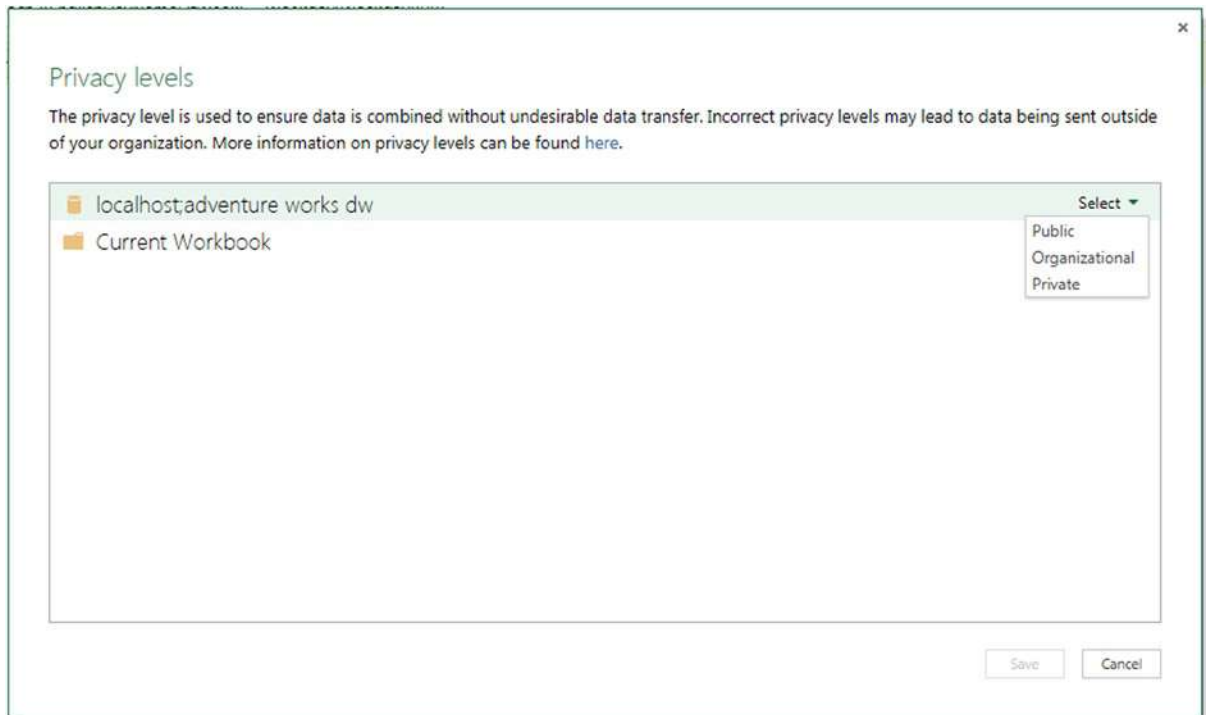 Privacy levels
The privacy level is used to ensure data is combined without undesirable data transfer. Incorrect privacy levels may lead to data being sent outside
of your organization. More information on privacy levels can be found here.
localhost;adventure works dw
Select
Public
Current Workbook
Organizational
Private
Save
Cancel